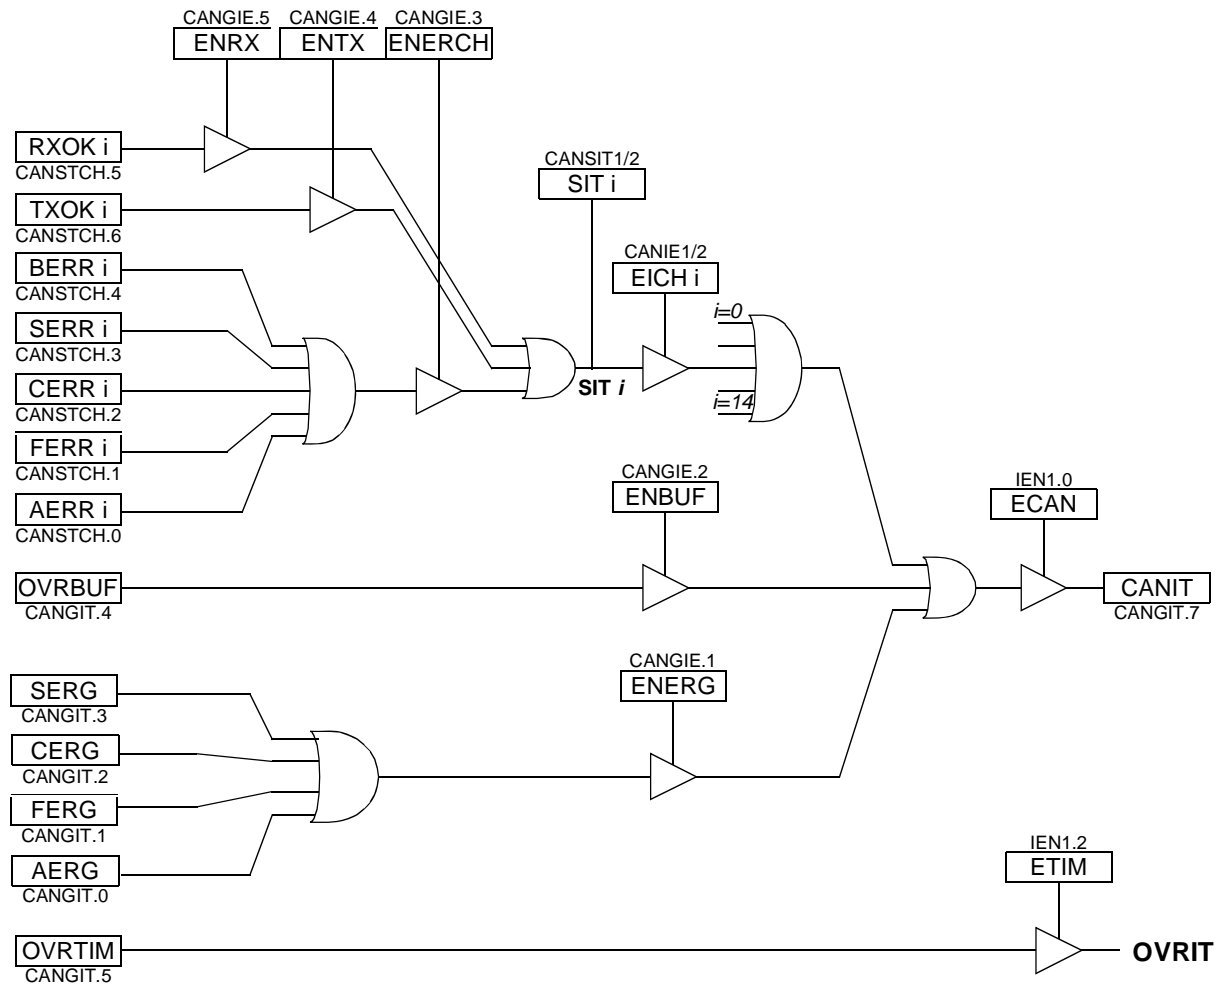 CANGIE.5 CANGIE.4 CANGIE.3
ENRX ENTX ENERCH
RXOK i
CANSTCH.5
CANSIT1/2
SIT i
TXOK i
CANSTCH.6
CANIE1/2
EICH i
BERR i
CANSTCH.4
i=0
SERR i
CANSTCH.3
CERR i
CANSTCH.2
SIT i
i=14
FERR i
CANSTCH.1
CANGIE.2
ENBUF
IEN1.0
ECAN
AERR i
CANSTCH.0
OVRBUF
CANGIT.4
CANIT
CANGIT.7
CANGIE.1
ENERG
SERG
CANGIT.3
CERG
CANGIT.2
FERG
CANGIT.1
IEN1.2
ETIM
AERG
CANGIT.0
OVRTIM
CANGIT.5
OVRIT